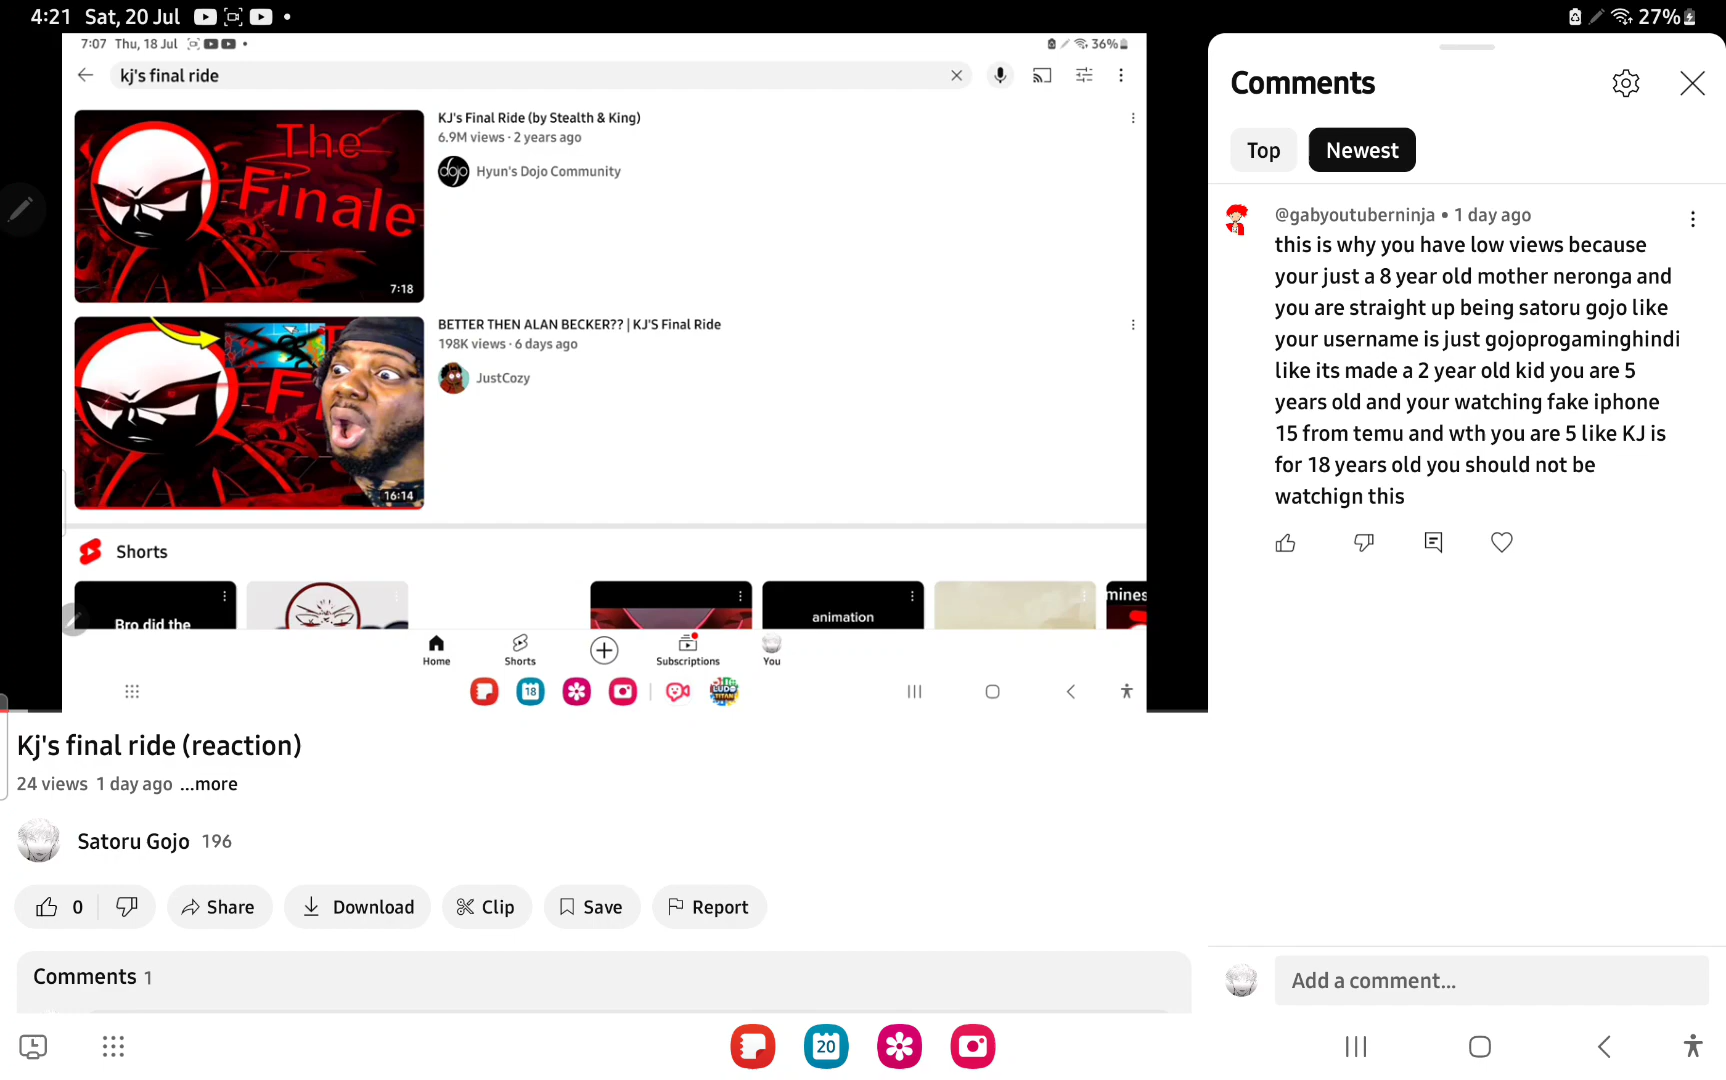 4:21 Sat, 20 Jul
27%
7:07 Thu, 18 Jul
36%
kj's final ride
The
Finale
7:18
KJ's Final Ride (by Stealth & King)
6.9M views · 2 years ago
dojo
Hyun's Dojo Community
16:14
BETTER THEN ALAN BECKER?? | KJ'S Final Ride
198K views · 6 days ago
JustCozy
Shorts
Bro did the
animation
mines
Home
Shorts
Subscriptions
You
18
LUDO
TITAN
Kj's final ride (reaction)
24 views 1 day ago ...more
Satoru Gojo 196
0
Share
Download
Clip
Save
Report
Comments 1
Comments
Top
Newest
@gabyoutuberninja • 1 day ago
this is why you have low views because
your just a 8 year old mother neronga and
you are straight up being satoru gojo like
your username is just gojoprogaminghindi
like its made a 2 year old kid you are 5
years old and your watching fake iphone
15 from temu and wth you are 5 like KJ is
for 18 years old you should not be
watchign this
Add a comment...
20